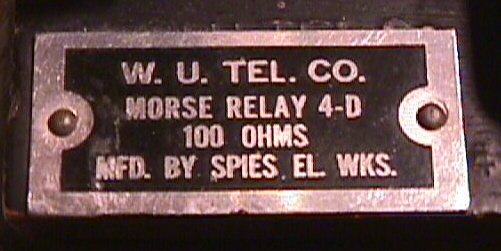 W. U. TEL. CO.
MORSE RELAY 4-D
100 OHMS
MFD. BY SPIES EL. WKS.